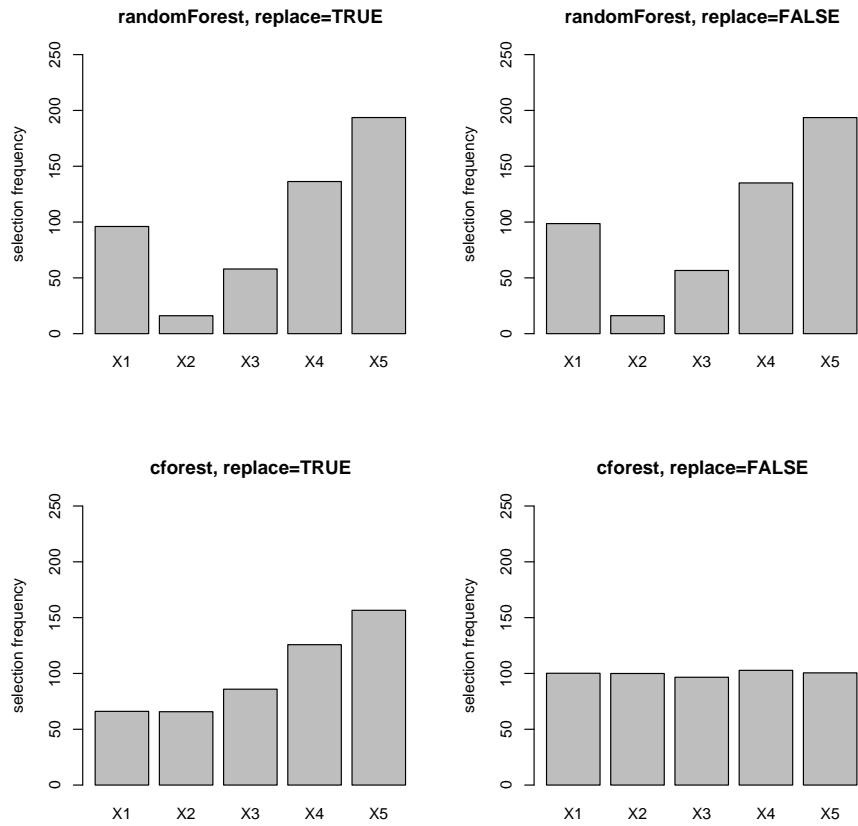 randomForest, replace=TRUE
selection frequency
0 50 100 150 200 250
X1 X2 X3 X4 X5
randomForest, replace=FALSE
selection frequency
0 50 100 150 200 250
X1 X2 X3 X4 X5
cforest, replace=TRUE
selection frequency
0 50 100 150 200 250
X1 X2 X3 X4 X5
cforest, replace=FALSE
selection frequency
0 50 100 150 200 250
X1 X2 X3 X4 X5